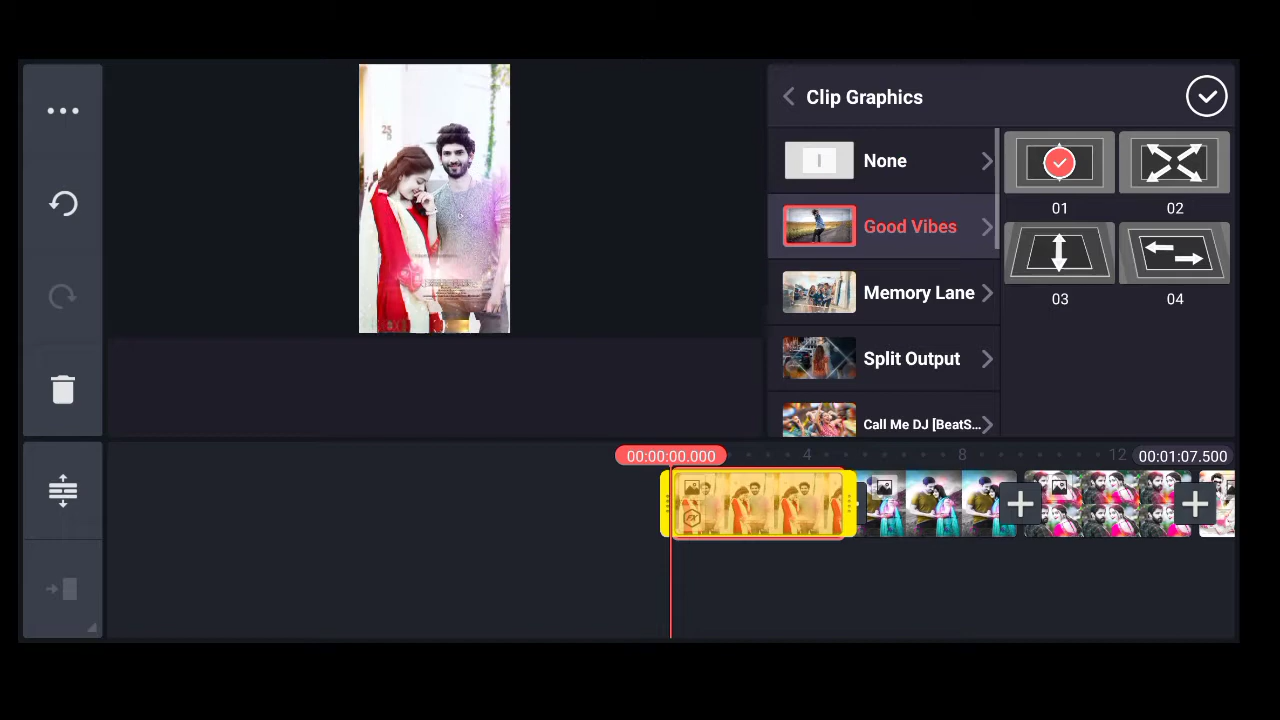 Clip Graphics
None
Good Vibes
Memory Lane
Split Output
Call Me DJ [BeatS...
01
02
03
04
00:00:00.000
4
8
12
00:01:07.500